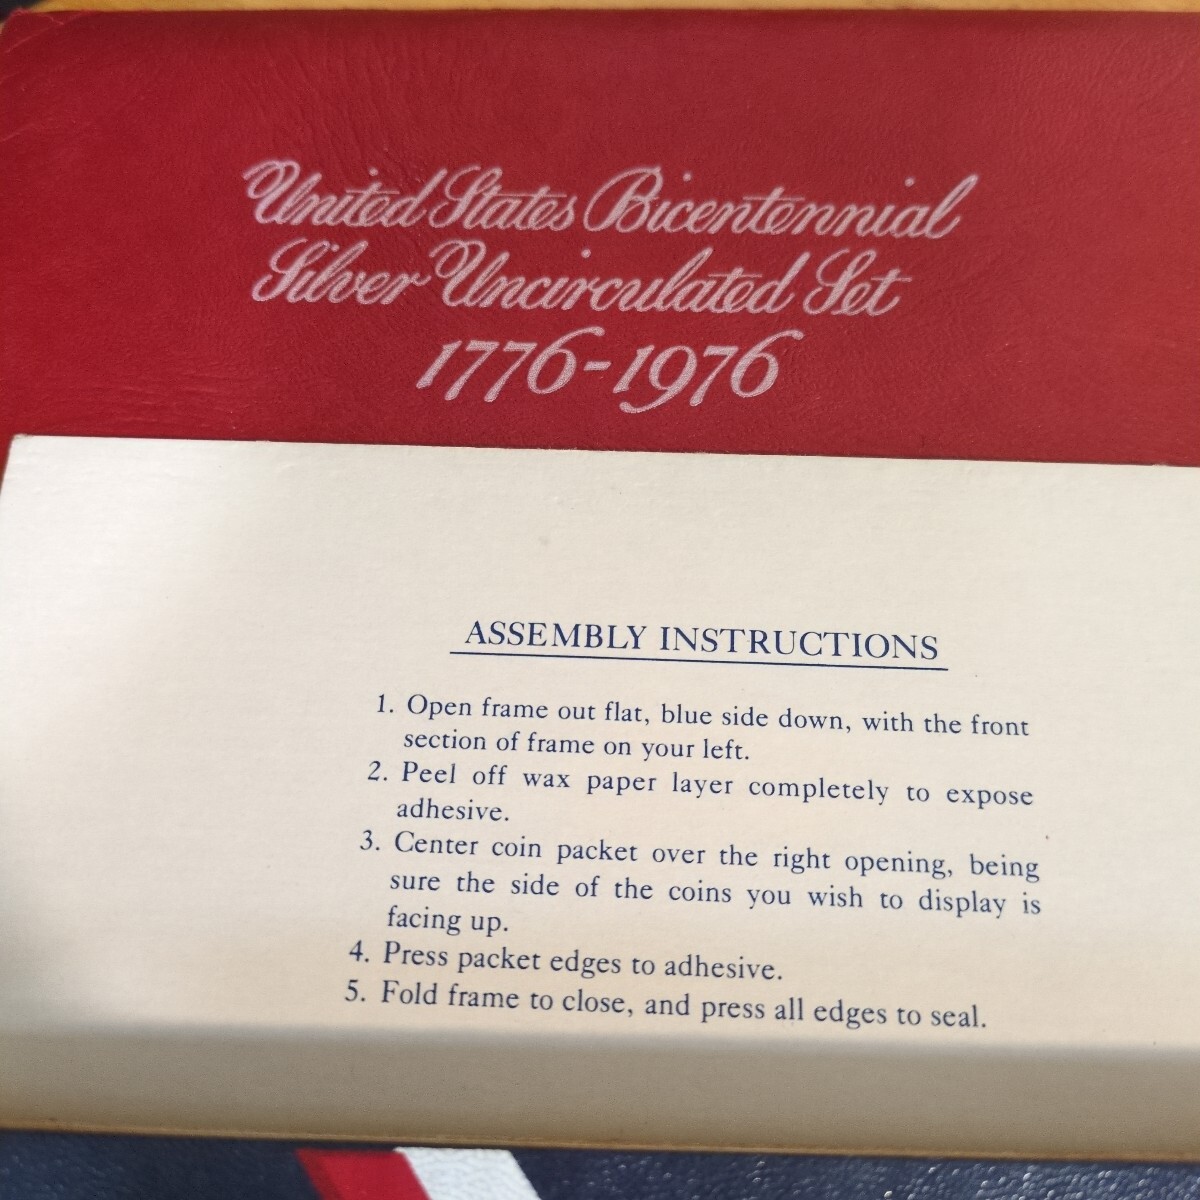 United States Bicentennial
Silver Uncirculated Set
1776-1976
ASSEMBLY INSTRUCTIONS
1. Open frame out flat, blue side down, with the front
section of frame on your left.
2. Peel off wax paper layer completely to expose
adhesive.
3. Center coin packet over the right opening, being
sure the side of the coins you wish to display is
facing up.
4. Press packet edges to adhesive.
5. Fold frame to close, and press all edges to seal.